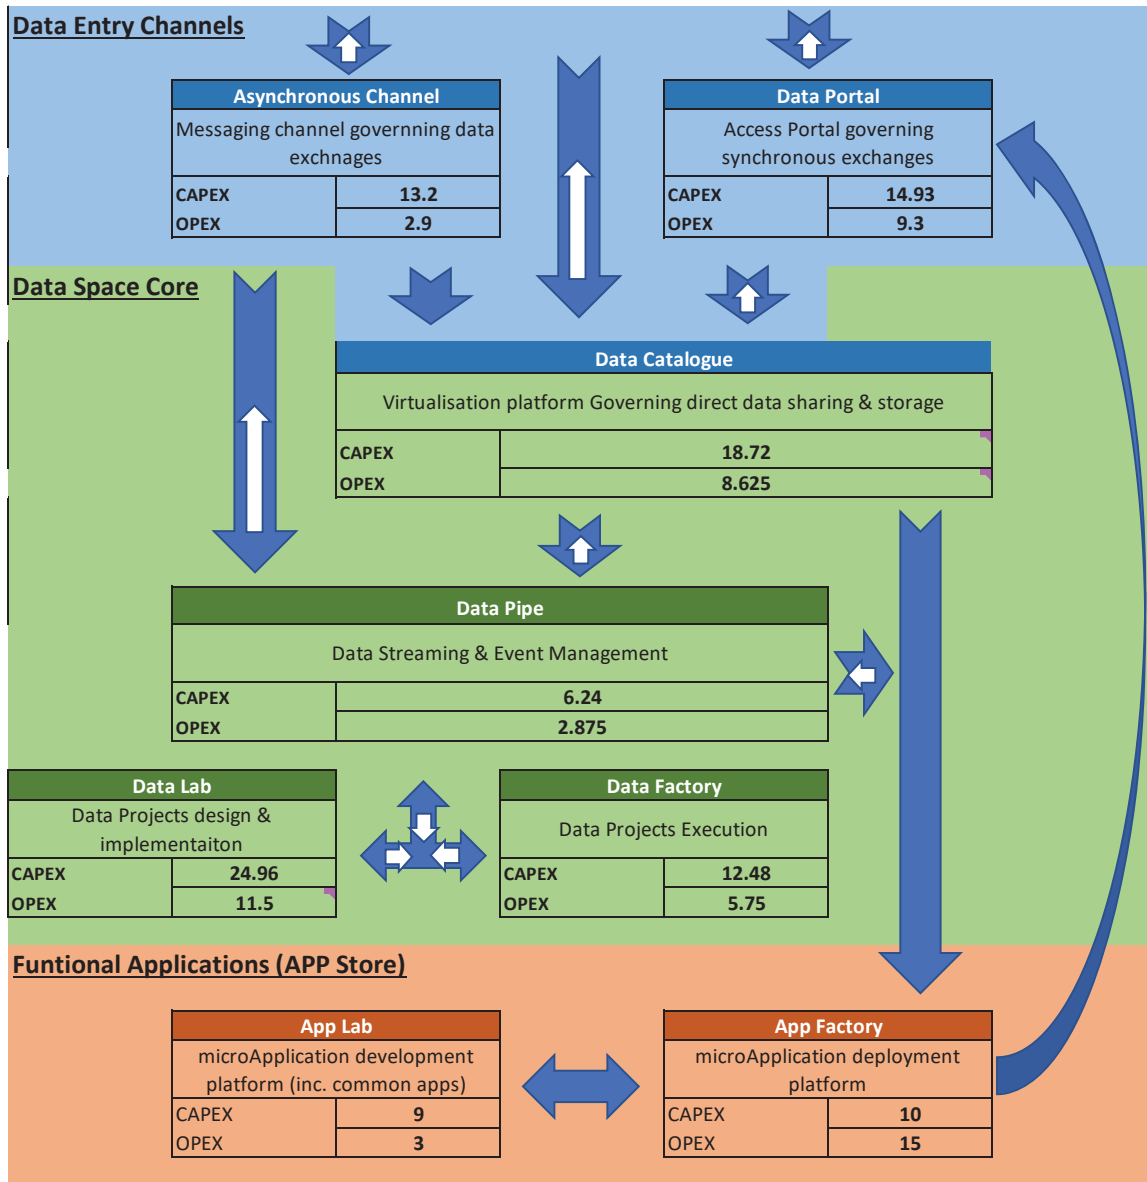 Data Entry Channels
Asynchronous Channel
Messaging channel governning data
exchnages
CAPEX 13.2
OPEX 2.9
Data Portal
Access Portal governing
synchronous exchanges
CAPEX 14.93
OPEX 9.3
Data Space Core
Data Catalogue
Virtualisation platform Governing direct data sharing & storage
CAPEX 18.72
OPEX 8.625
Data Pipe
Data Streaming & Event Management
CAPEX 6.24
OPEX 2.875
Data Lab
Data Projects design &
implementaiton
CAPEX 24.96
OPEX 11.5
Data Factory
Data Projects Execution
CAPEX 12.48
OPEX 5.75
Funtional Applications (APP Store)
App Lab
microApplication development
platform (inc. common apps)
CAPEX 9
OPEX 3
App Factory
microApplication deployment
platform
CAPEX 10
OPEX 15